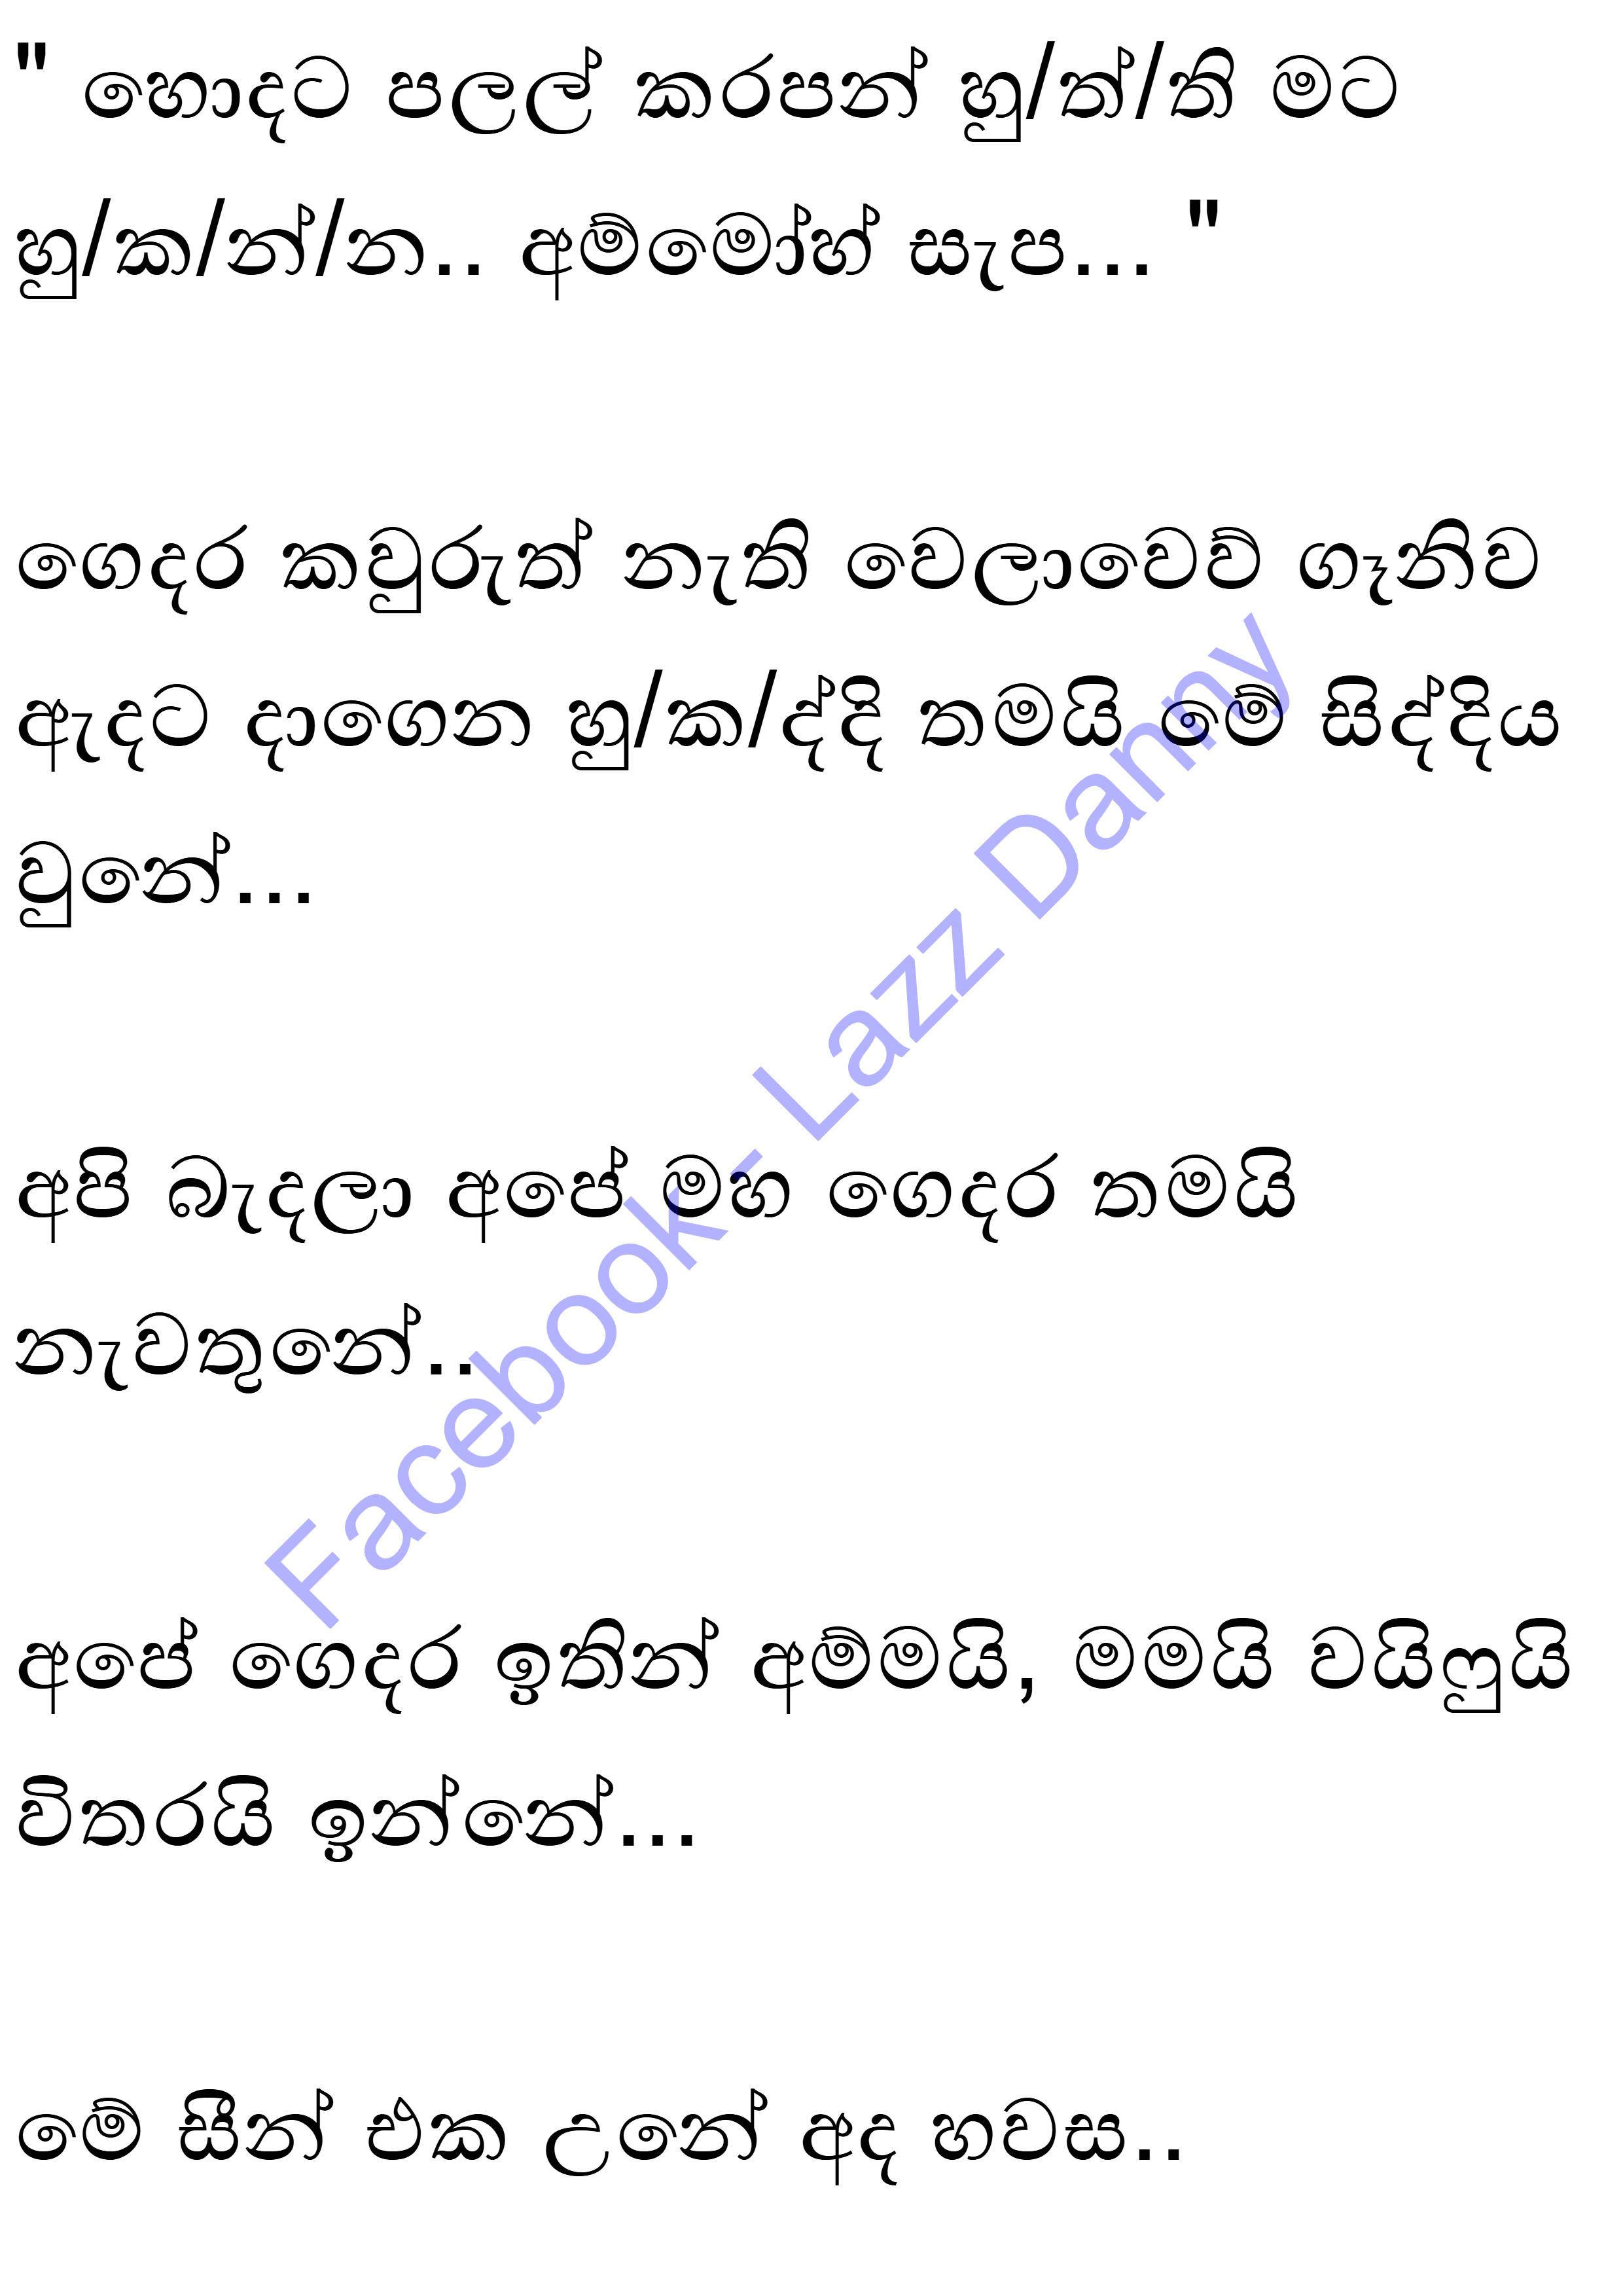 " හොදට පලල් කරපන් හු/ත්/ති මට
හු/ක/න්/න.. අම්මෝහ් සැප... "
ගෙදර කවුරුත් නැති වෙලාවෙව් ගෑනිව
ඇදට දාගෙන හු/ක/ද්දි තමයි මේ සිද්දිය
වුනේ...
අපි බැදලා අපේ මහ ගෙදර තමයි
නැවතුනේ..
අපේ ගෙදර ඉතින් අම්මයි, මමයි වයිෆුයි
විතරයි ඉන්නේ...
මේ සීන් එක උනේ අද හවස..
Facebook- Lazz Danny